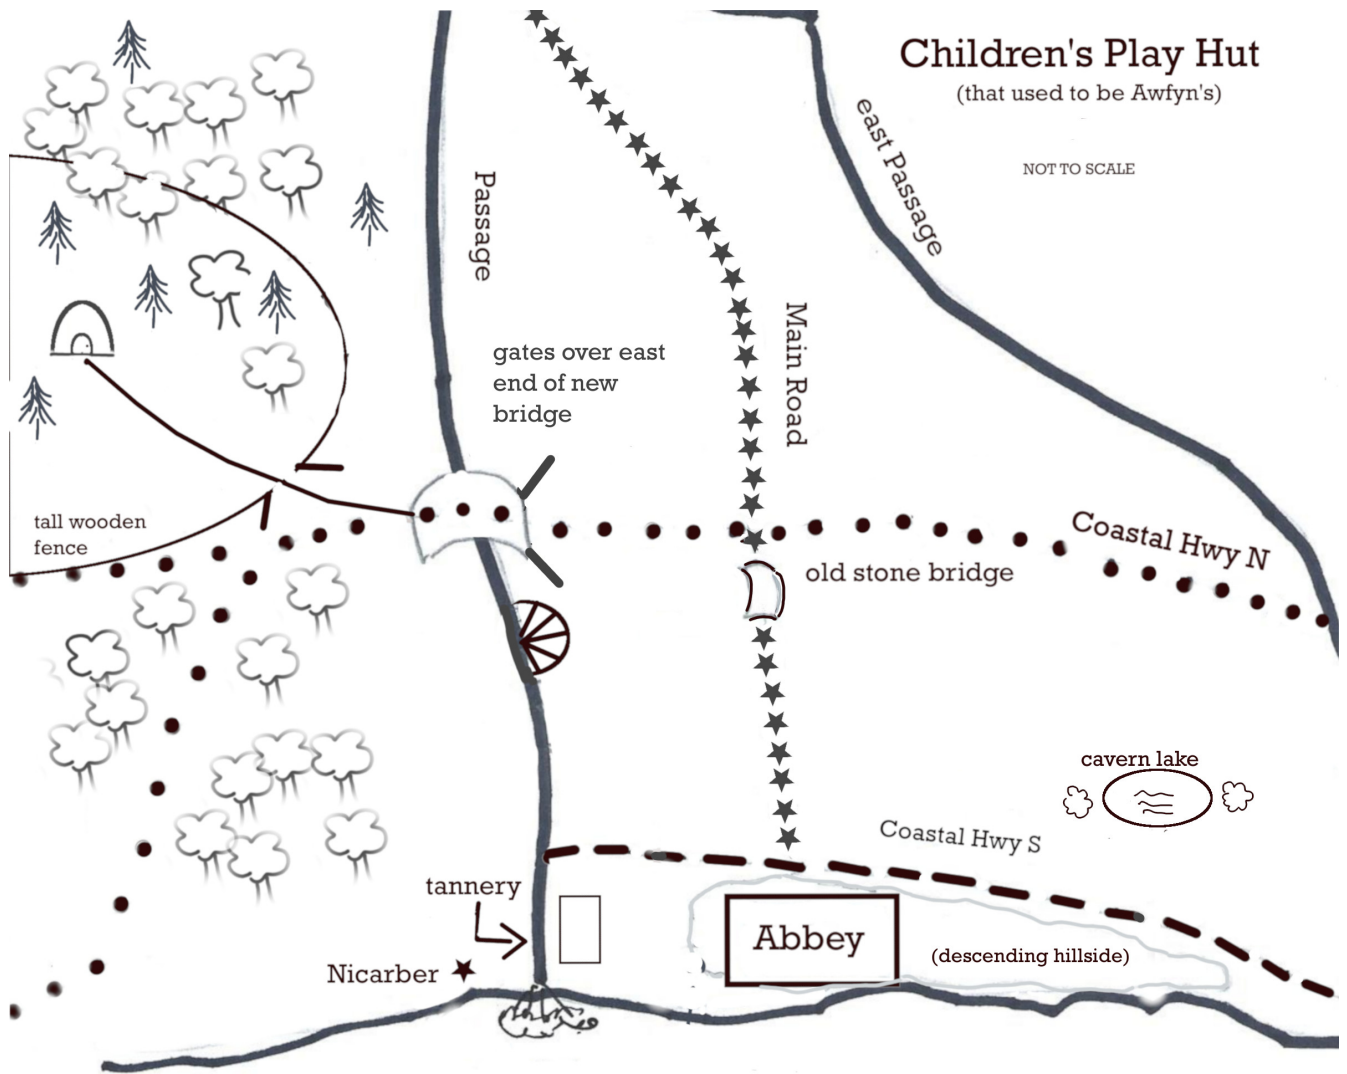 Children's Play Hut
(that used to be Awfyn's)
NOT TO SCALE
east Passage
Passage
Main Road
gates over east
end of new
bridge
tall wooden
fence
Coastal Hwy N
old stone bridge
cavern lake
Coastal Hwy S
tannery
Abbey
(descending hillside)
Nicarber